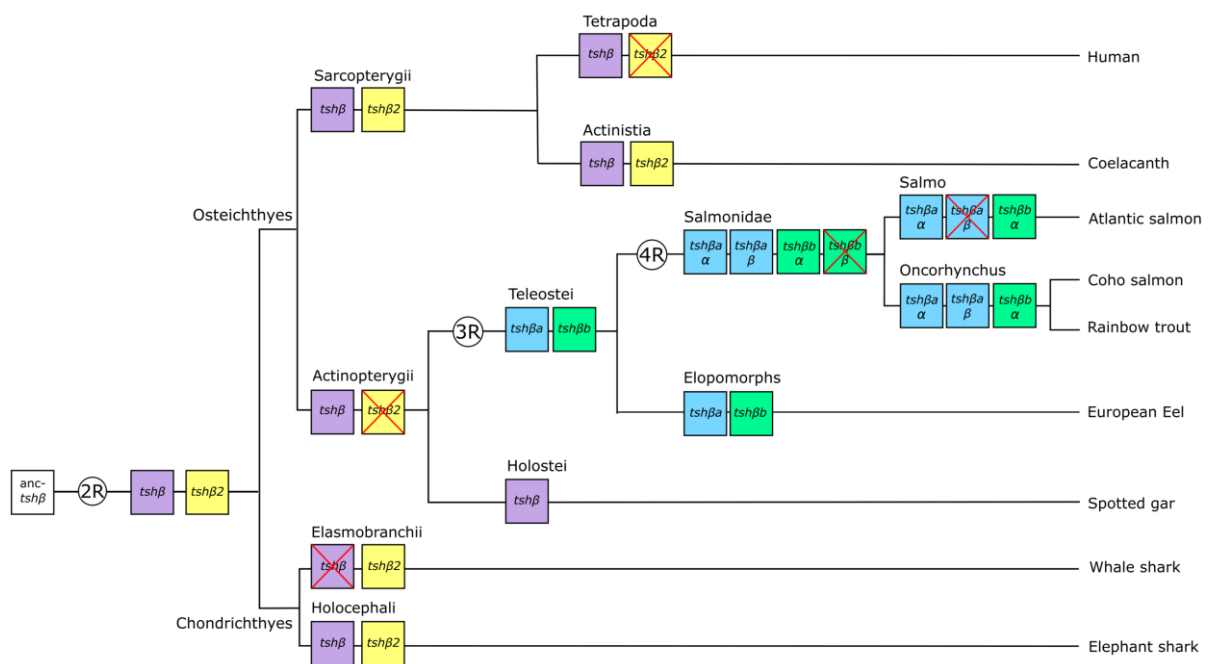 Tetrapoda
tshβ
tshβ2
Human
Sarcopterygii
tshβ
tshβ2
Actinistia
tshβ
tshβ2
Coelacanth
Osteichthyes
Salmo
tshβa
α
tshβa
β
tshβb
α
Atlantic salmon
Salmonidae
4R
tshβa
α
tshβa
β
tshβb
α
tshβb
β
Oncorhynchus
tshβa
α
tshβa
β
tshβb
α
Coho salmon
Rainbow trout
Teleostei
3R
tshβa
tshβb
Actinopterygii
tshβ
tshβ2
Elopomorphs
tshβa
tshβb
European Eel
Holostei
tshβ
Spotted gar
anc-
tshβ
2R
tshβ
tshβ2
Elasmobranchii
tshβ
tshβ2
Whale shark
Chondrichthyes
Holocephali
tshβ
tshβ2
Elephant shark